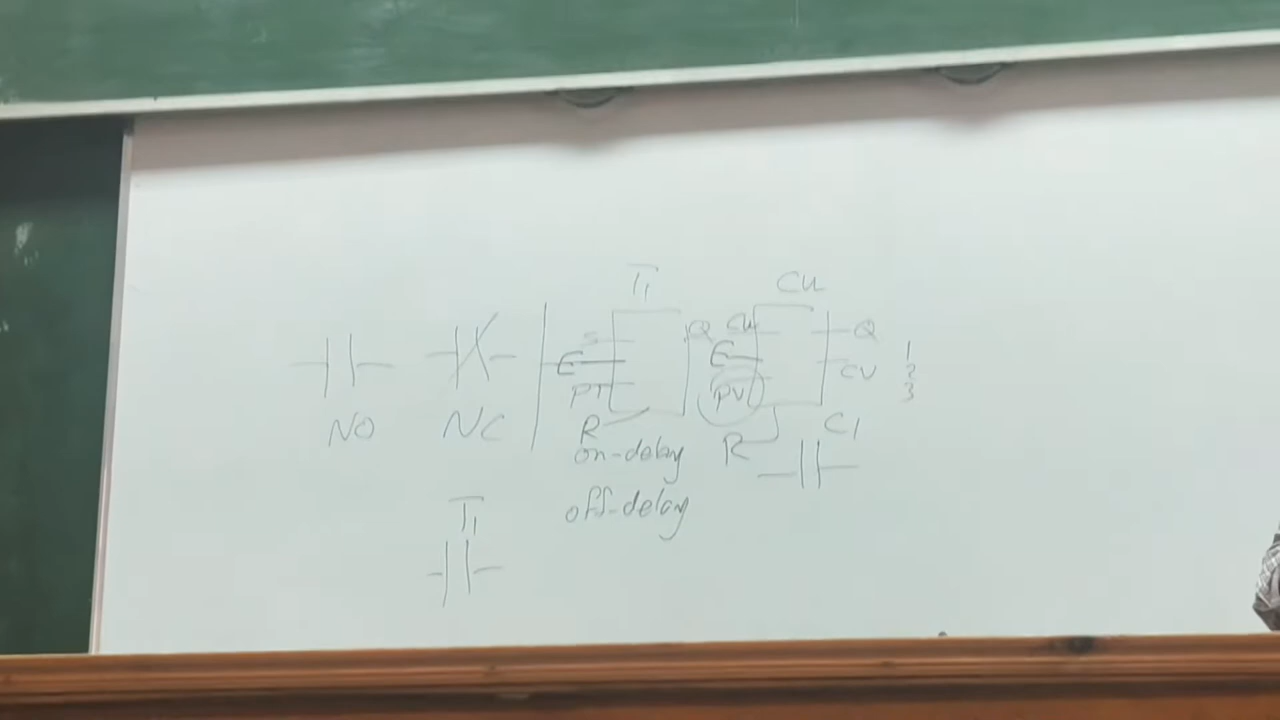 T1
CU
S
Q
CU
Q
E
E
1
PT
PV
CV
2
3
NO
NC
R
R
C1
on-delay
off-delay
T1